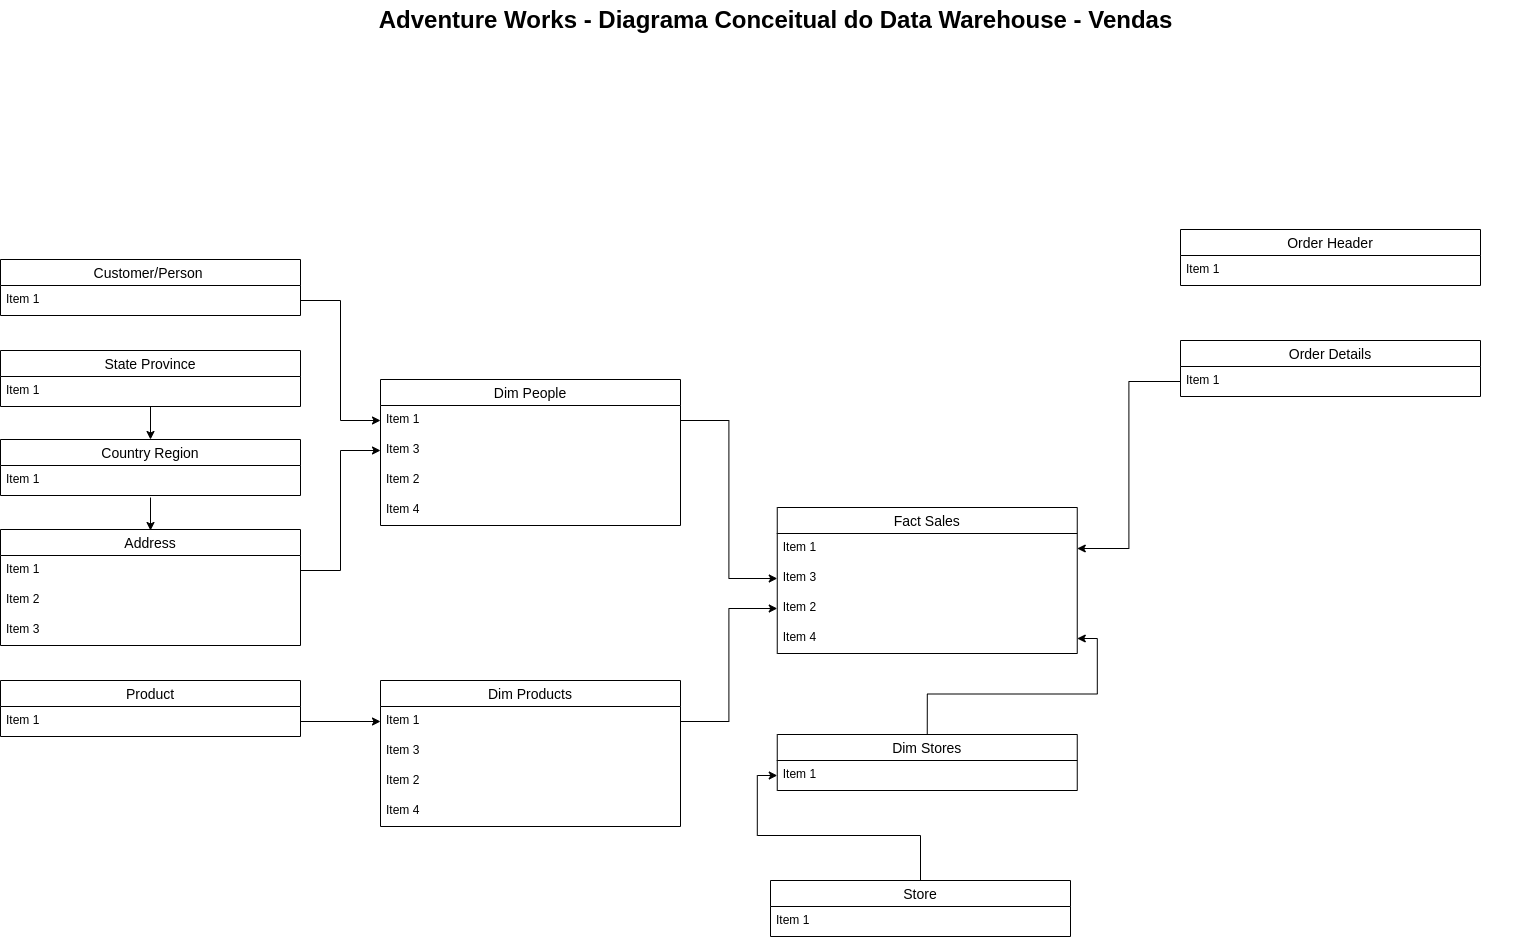 Adventure Works - Diagrama Conceitual do Data Warehouse - Vendas
Customer/Person
Item 1
State Province
Item 1
Country Region
Item 1
Address
Item 1
Item 2
Item 3
Product
Item 1
Dim People
Item 1
Item 3
Item 2
Item 4
Dim Products
Item 1
Item 3
Item 2
Item 4
Fact Sales
Item 1
Item 3
Item 2
Item 4
Dim Stores
Item 1
Store
Item 1
Order Header
Item 1
Order Details
Item 1